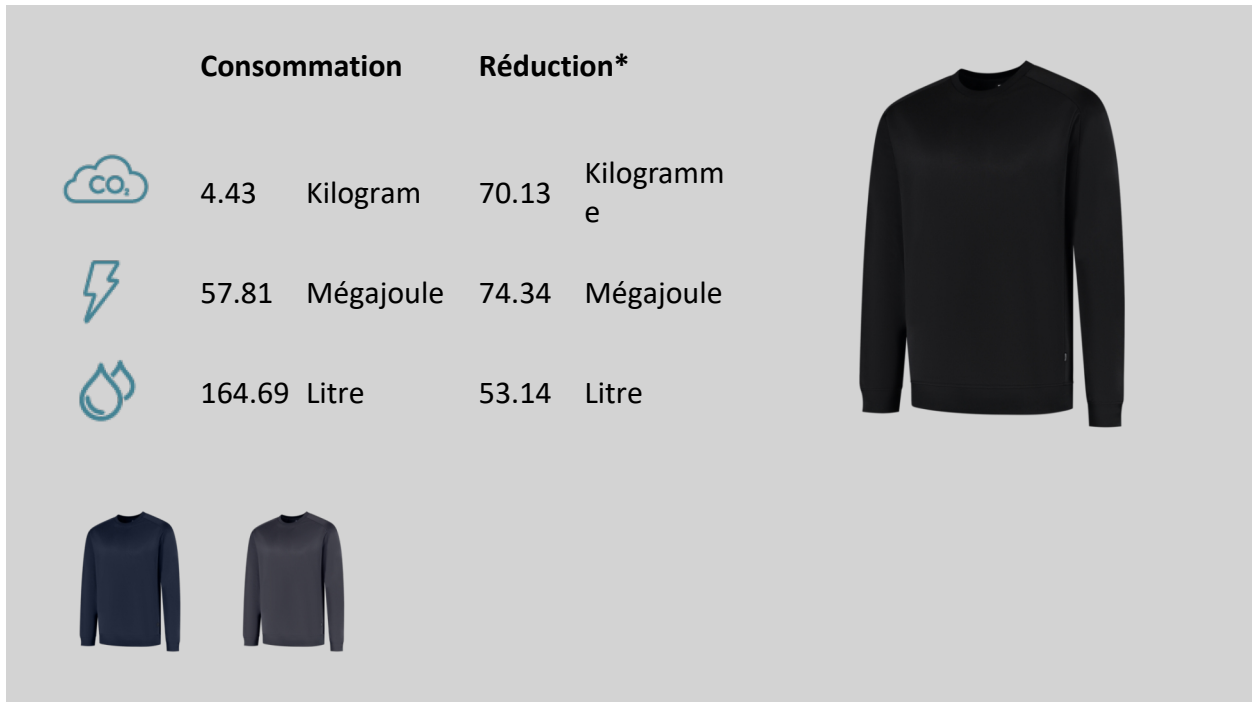 Consommation Réduction*
CO₂ 4.43 Kilogram 70.13 Kilogramm
e
57.81 Mégajoule 74.34 Mégajoule
164.69 Litre 53.14 Litre